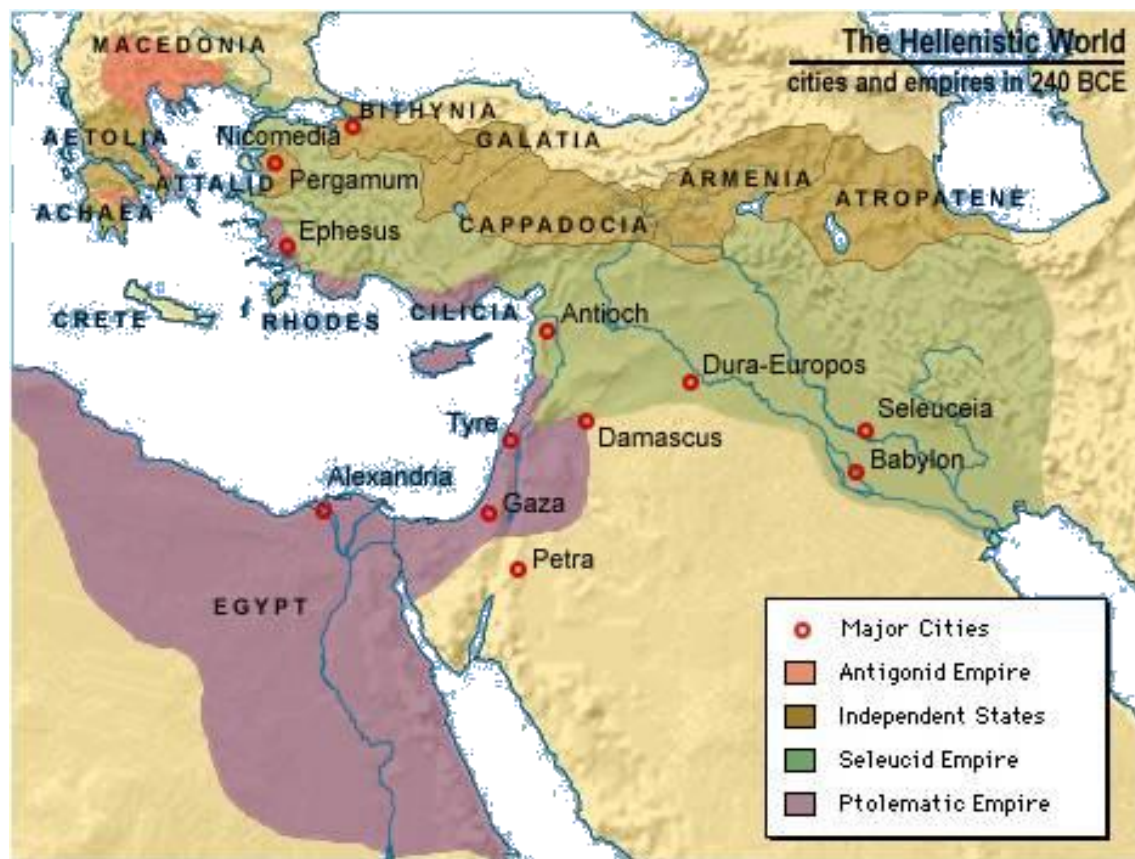 MACEDONIA
The Hellenistic World
cities and empires in 240 BCE
BITHYNIA
AETOLIA
Nicomedia
GALATIA
ATTALID
Pergamum
ARMENIA
ACHAEA
ATROPATENE
Ephesus
CAPPADOCIA
CRETE
RHODES
CILICIA
Antioch
Dura-Europos
Seleuceia
Tyre
Damascus
Babylon
Alexandria
Gaza
Petra
EGYPT
Major Cities
Antigonid Empire
Independent States
Seleucid Empire
Ptolematic Empire